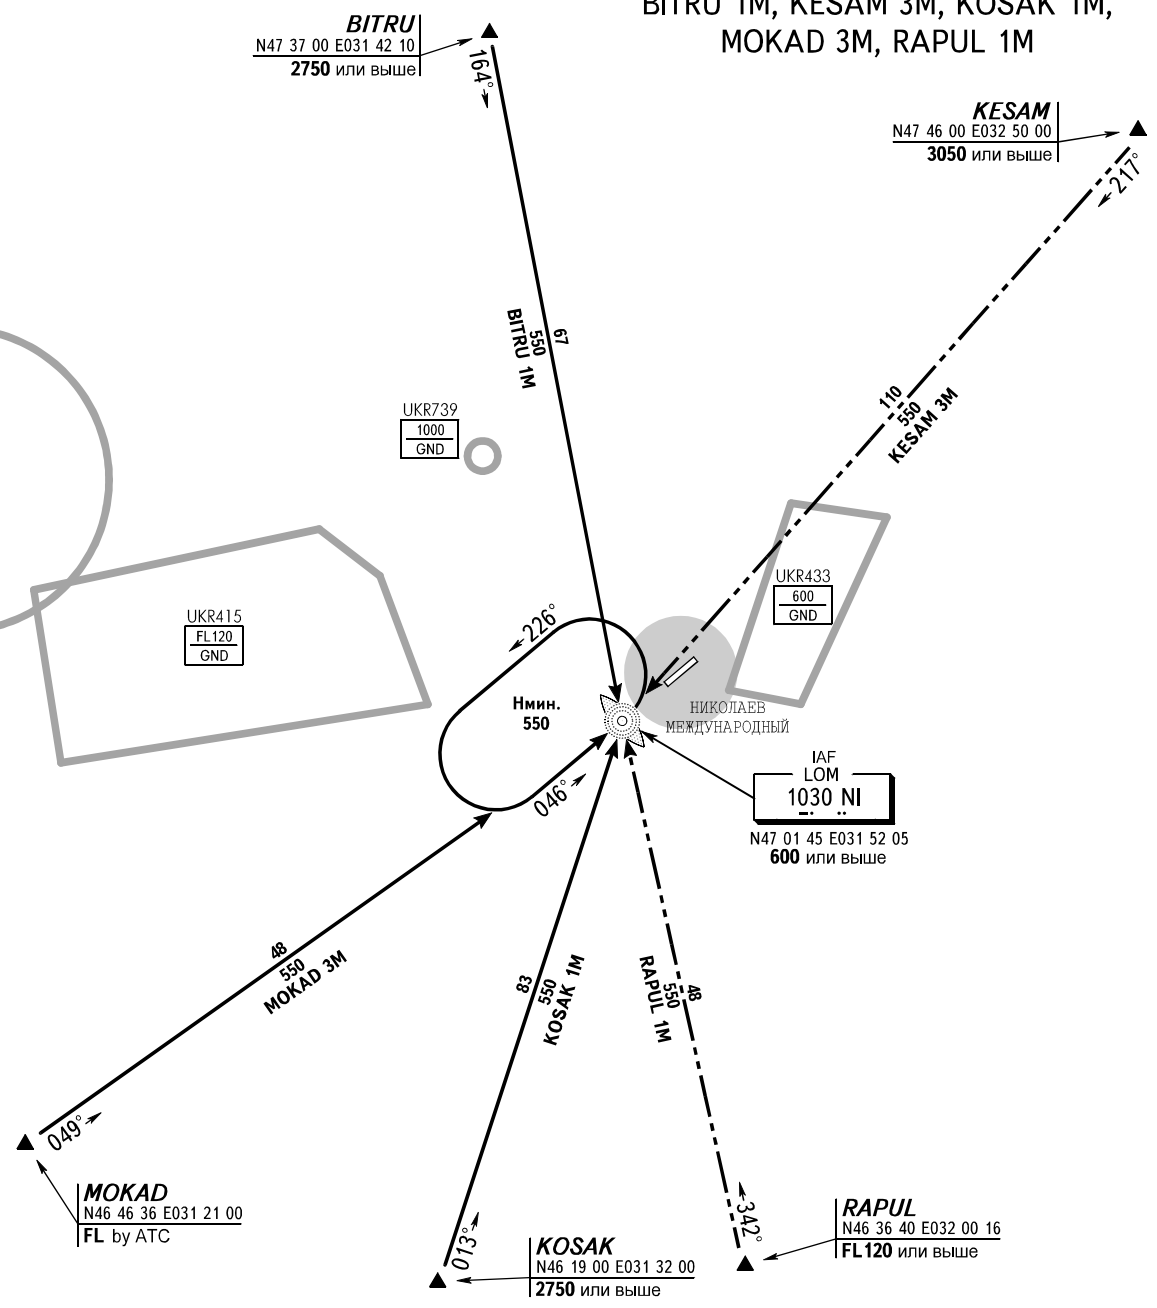 BITRU 1M, KESAM 3M, KOSAK 1M,
MOKAD 3M, RAPUL 1M
BITRU
N47 37 00 E031 42 10
2750 или выше
164°
KESAM
N47 46 00 E032 50 00
3050 или выше
217°
67
550
BITRU 1M
110
550
KESAM 3M
UKR739
1000
GND
UKR433
600
GND
UKR415
FL120
GND
226°
Нмин.
550
046°
НИКОЛАЕВ
МЕЖДУНАРОДНЫЙ
IAF
LOM
1030 NI
N47 01 45 E031 52 05
600 или выше
48
550
MOKAD 3M
83
550
KOSAK 1M
48
550
RAPUL 1M
049°
MOKAD
N46 46 36 E031 21 00
FL by ATC
013°
KOSAK
N46 19 00 E031 32 00
2750 или выше
342°
RAPUL
N46 36 40 E032 00 16
FL120 или выше